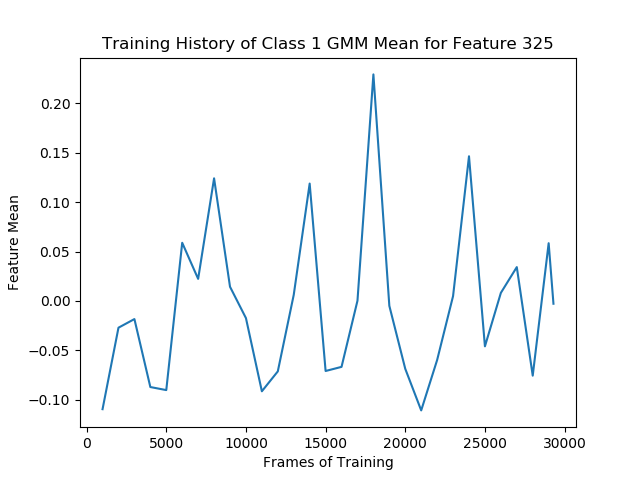 Training History of Class 1 GMM Mean for Feature 325
0.20
0.15
0.10
0.05
0.00
−0.05
−0.10
Feature Mean
0 5000 10000 15000 20000 25000 30000
Frames of Training